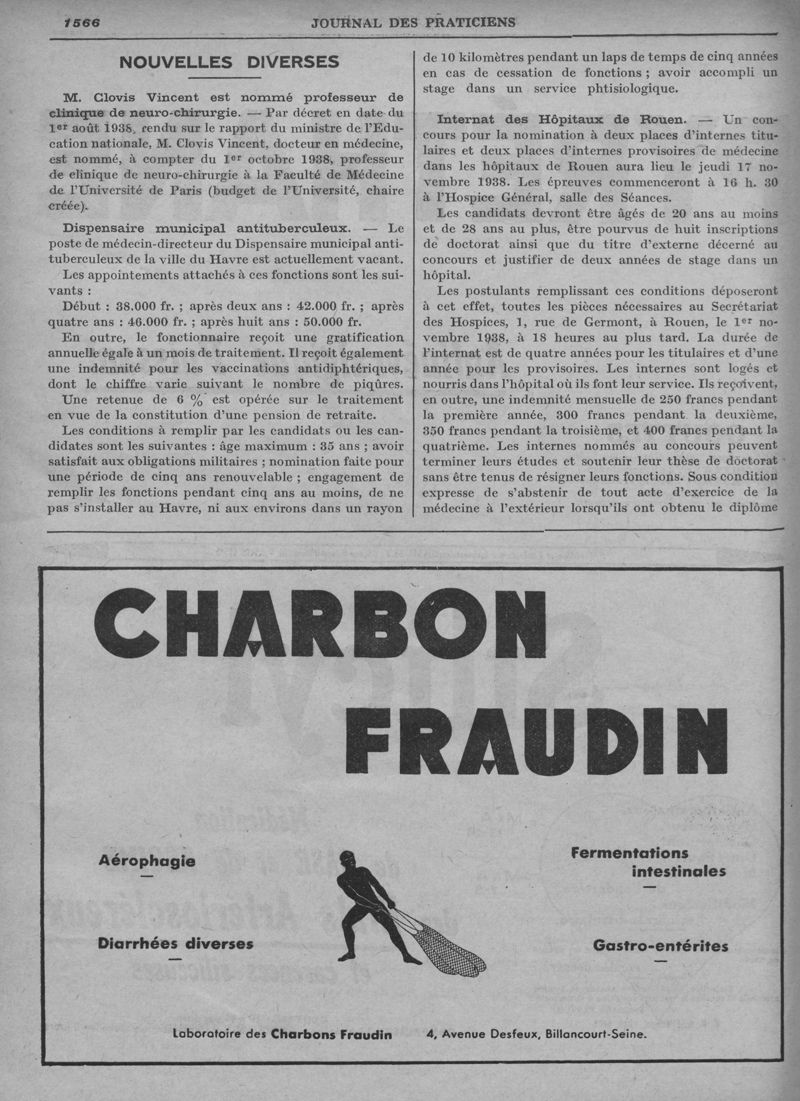 1566
JOURNAL DES PRATICIENS
NOUVELLES DIVERSES
M. Clovis Vincent est nommé professeur de
clinique de neuro-chirurgie. — Par décret en date du
1er août 1938, rendu sur le rapport du ministre de l'Edu-
cation nationale, M. Clovis Vincent, docteur en médecine,
est nommé, à compter du 1er octobre 1938, professeur
de clinique de neuro-chirurgie à la Faculté de Médecine
de l'Université de Paris (budget de l'Université, chaire
créée).
Dispensaire municipal antituberculeux. — Le
poste de médecin-directeur du Dispensaire municipal anti-
tuberculeux de la ville du Havre est actuellement vacant.
Les appointements attachés à ces fonctions sont les sui-
vants :
Début : 38.000 fr. ; après deux ans : 42.000 fr. ; après
quatre ans : 46.000 fr. ; après huit ans : 50.000 fr.
En outre, le fonctionnaire reçoit une gratification
annuelle égale à un mois de traitement. Il reçoit également
une indemnité pour les vaccinations antidiphtériques,
dont le chiffre varie suivant le nombre de piqûres.
Une retenue de 6 % est opérée sur le traitement
en vue de la constitution d'une pension de retraite.
Les conditions à remplir par les candidats ou les can-
didates sont les suivantes : âge maximum : 35 ans ; avoir
satisfait aux obligations militaires ; nomination faite pour
une période de cinq ans renouvelable ; engagement de
remplir les fonctions pendant cinq ans au moins, de ne
pas s'installer au Havre, ni aux environs dans un rayon
de 10 kilomètres pendant un laps de temps de cinq années
en cas de cessation de fonctions ; avoir accompli un
stage dans un service phtisiologique.
Internat des Hôpitaux de Rouen. — Un con-
cours pour la nomination à deux places d'internes titu-
laires et deux places d'internes provisoires de médecine
dans les hôpitaux de Rouen aura lieu le jeudi 17 no-
vembre 1938. Les épreuves commenceront à 16 h. 30
à l'Hospice Général, salle des Séances.
Les candidats devront être âgés de 20 ans au moins
et de 28 ans au plus, être pourvus de huit inscriptions
de doctorat ainsi que du titre d'externe décerné au
concours et justifier de deux années de stage dans un
hôpital.
Les postulants remplissant ces conditions déposeront
à cet effet, toutes les pièces nécessaires au Secrétariat
des Hospices, 1, rue de Germont, à Rouen, le 1er no-
vembre 1938, à 18 heures au plus tard. La durée de
l'internat est de quatre années pour les titulaires et d'une
année pour les provisoires. Les internes sont logés et
nourris dans l'hôpital où ils font leur service. Ils reçoivent,
en outre, une indemnité mensuelle de 250 francs pendant
la première année, 300 francs pendant la deuxième,
350 francs pendant la troisième, et 400 francs pendant la
quatrième. Les internes nommés au concours peuvent
terminer leurs études et soutenir leur thèse de doctorat
sans être tenus de résigner leurs fonctions. Sous condition
expresse de s'abstenir de tout acte d'exercice de la
médecine à l'extérieur lorsqu'ils ont obtenu le diplôme
CHARBON
FRAUDIN
Aérophagie
Fermentations
intestinales
Diarrhées diverses
Gastro-entérites
Laboratoire des Charbons Fraudin 4, Avenue Desfeux, Billancourt-Seine.